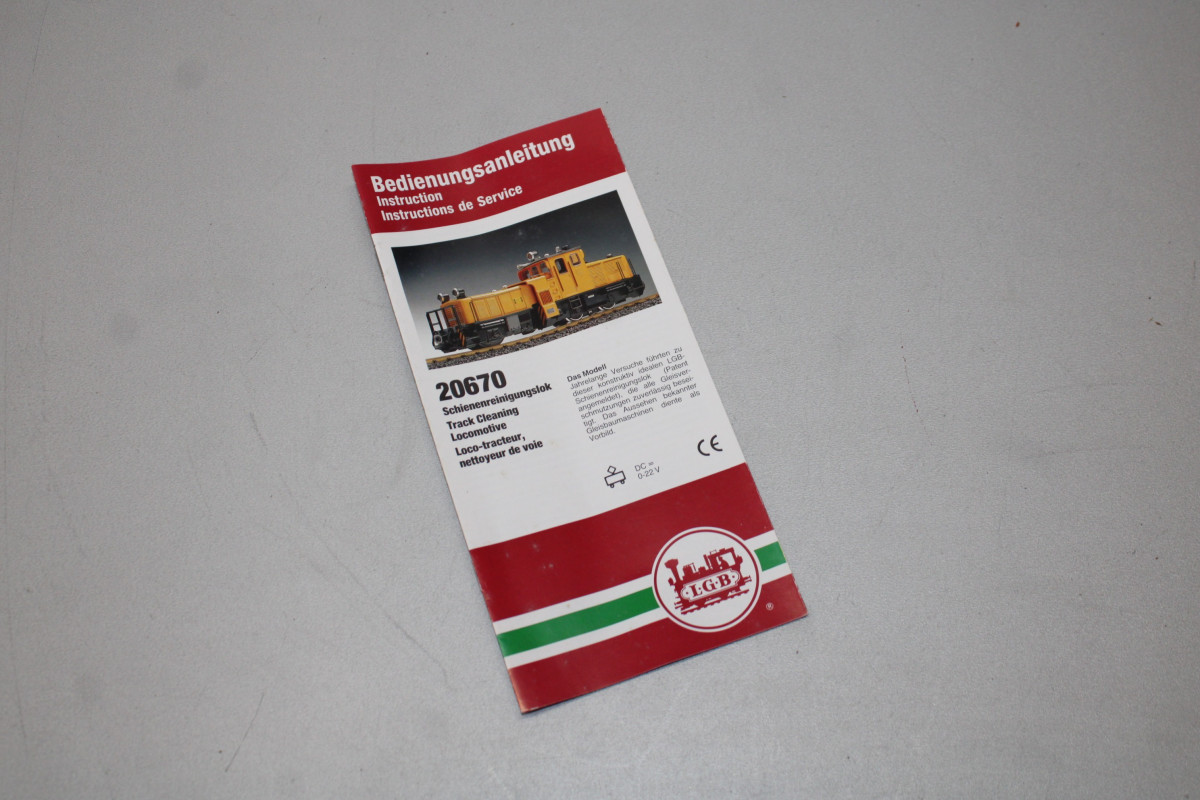 Bedienungsanleitung
Instruction
Instructions de Service
20670
Schienenreinigungslok
Track Cleaning
Locomotive
Loco-tracteur,
nettoyeur de voie
Das Modell
Jahrelange Versuche führten zu
dieser konstruktiv idealen LGB-
Schienenreinigungslok (Patent
angemeldet), die alle Gleisver-
schmutzungen zuverlässig besei-
tigt. Das Aussehen bekannter
Gleisbaumaschinen diente als
Vorbild.
DC =
0-22 V
CE
L·G·B
®